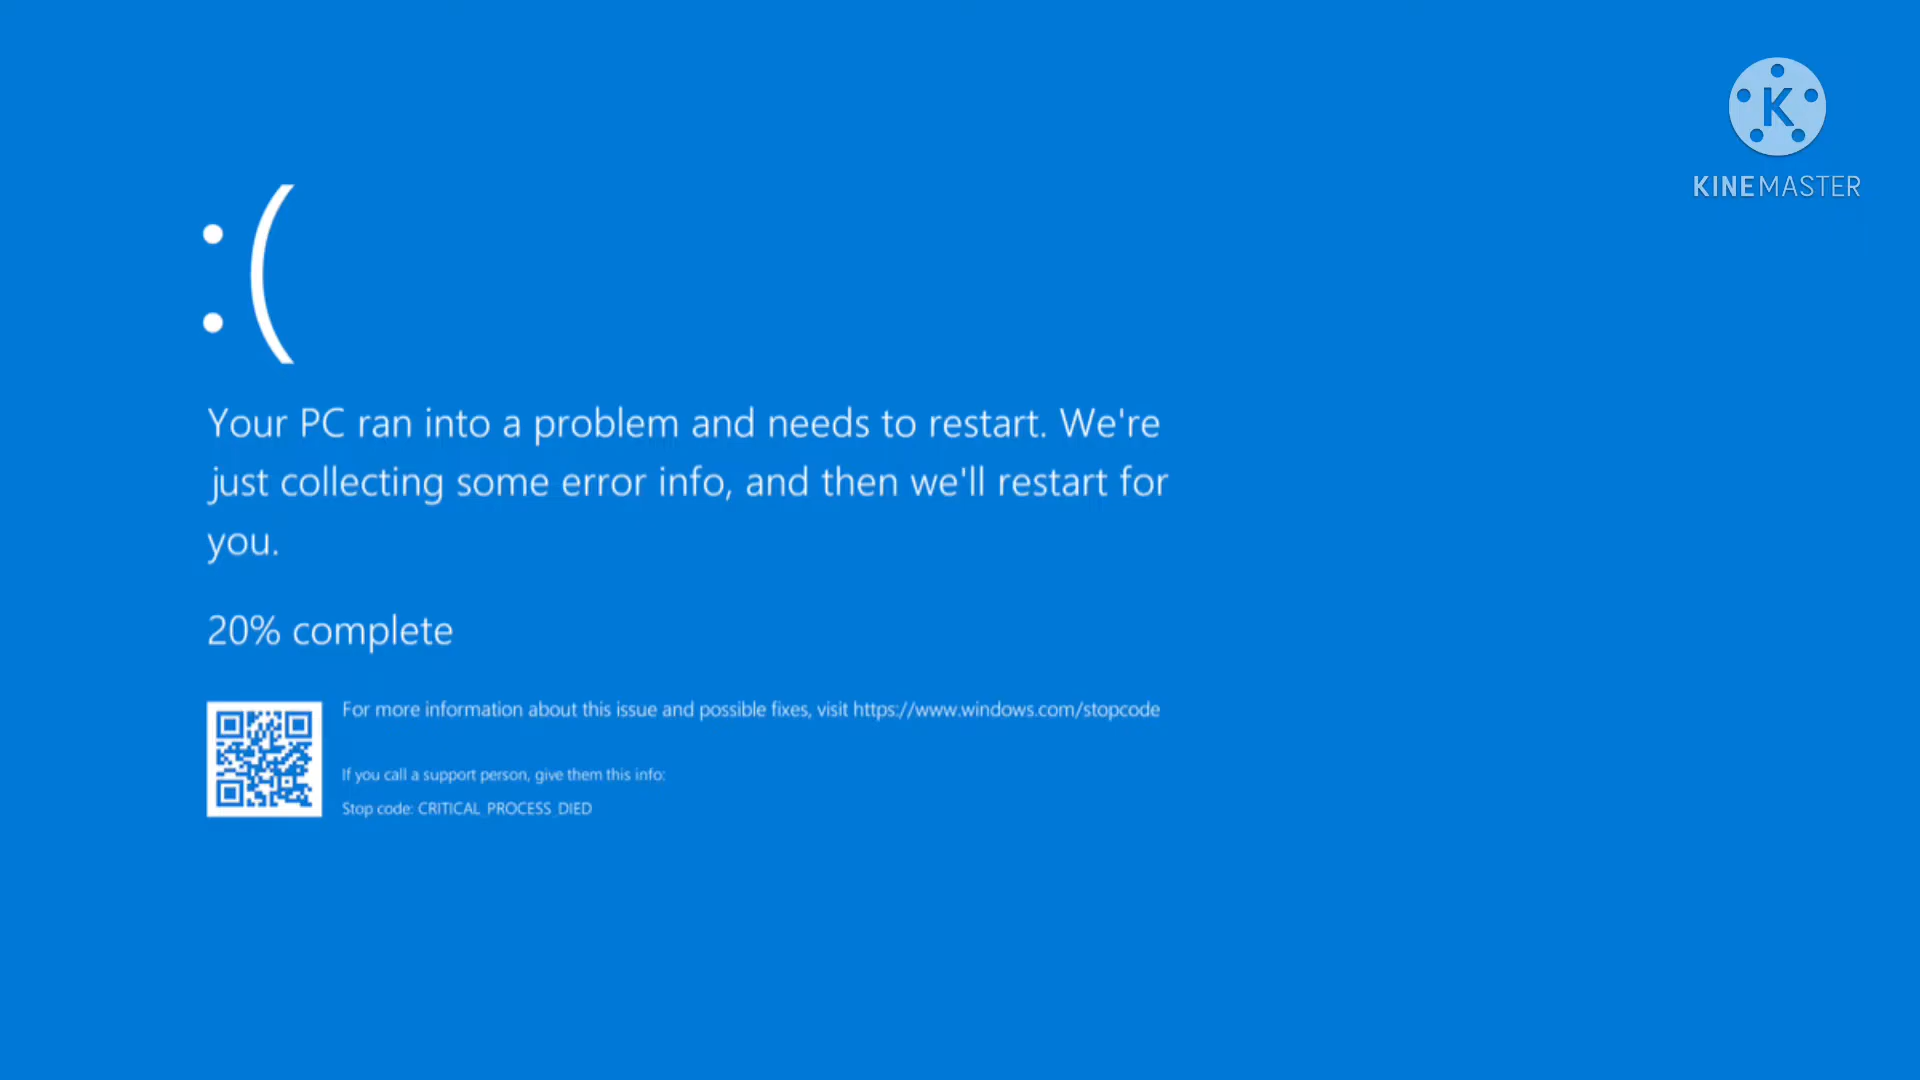 K
KINEMASTER
:(
Your PC ran into a problem and needs to restart. We're
just collecting some error info, and then we'll restart for
you.
20% complete
For more information about this issue and possible fixes, visit https://www.windows.com/stopcode
If you call a support person, give them this info:
Stop code: CRITICAL_PROCESS_DIED